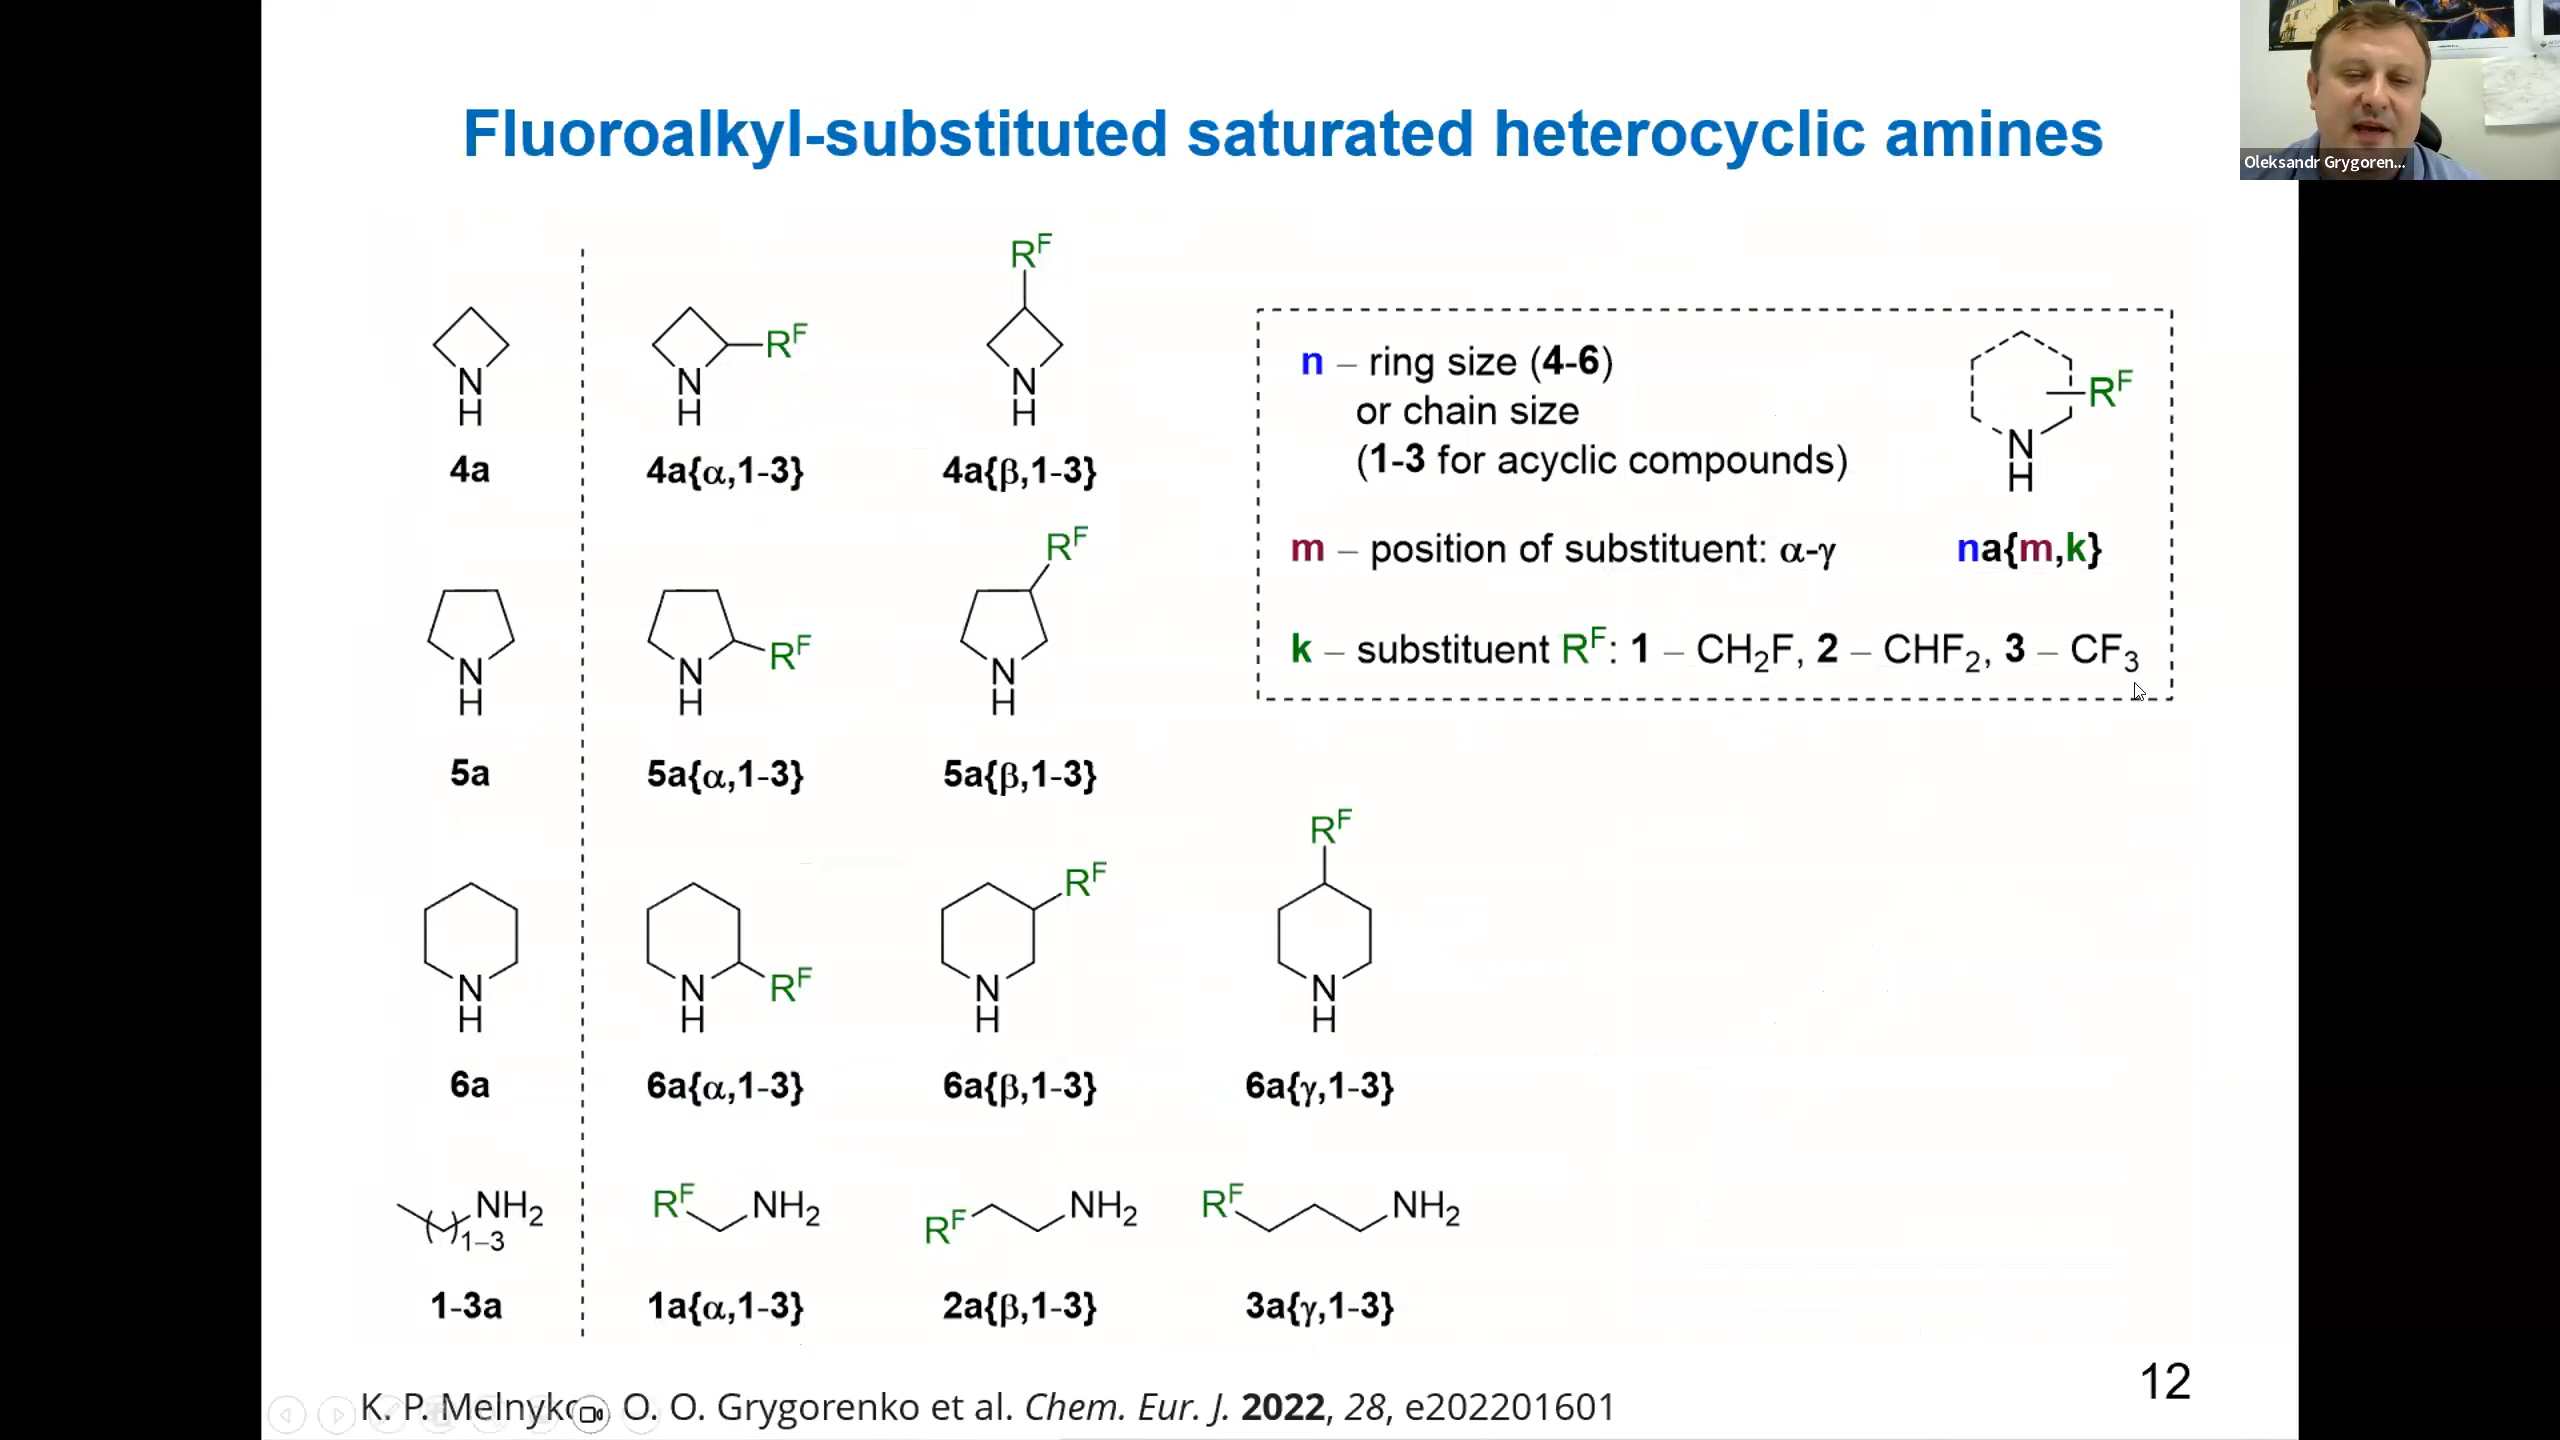 Fluoroalkyl-substituted saturated heterocyclic amines
Oleksandr Grygoren...
N
H
4a
R^F
N
H
4a{α,1-3}
R^F
N
H
4a{β,1-3}
n – ring size (4-6)
or chain size
(1-3 for acyclic compounds)
R^F
N
H
m – position of substituent: α-γ
na{m,k}
k – substituent R^F: 1 – CH₂F, 2 – CHF₂, 3 – CF₃
N
H
5a
R^F
N
H
5a{α,1-3}
R^F
N
H
5a{β,1-3}
N
H
6a
R^F
N
H
6a{α,1-3}
R^F
N
H
6a{β,1-3}
R^F
N
H
6a{γ,1-3}
( )1–3 NH₂
1-3a
R^F NH₂
1a{α,1-3}
R^F NH₂
2a{β,1-3}
R^F NH₂
3a{γ,1-3}
12
K. P. Melnyk O. O. Grygorenko et al. Chem. Eur. J. 2022, 28, e202201601